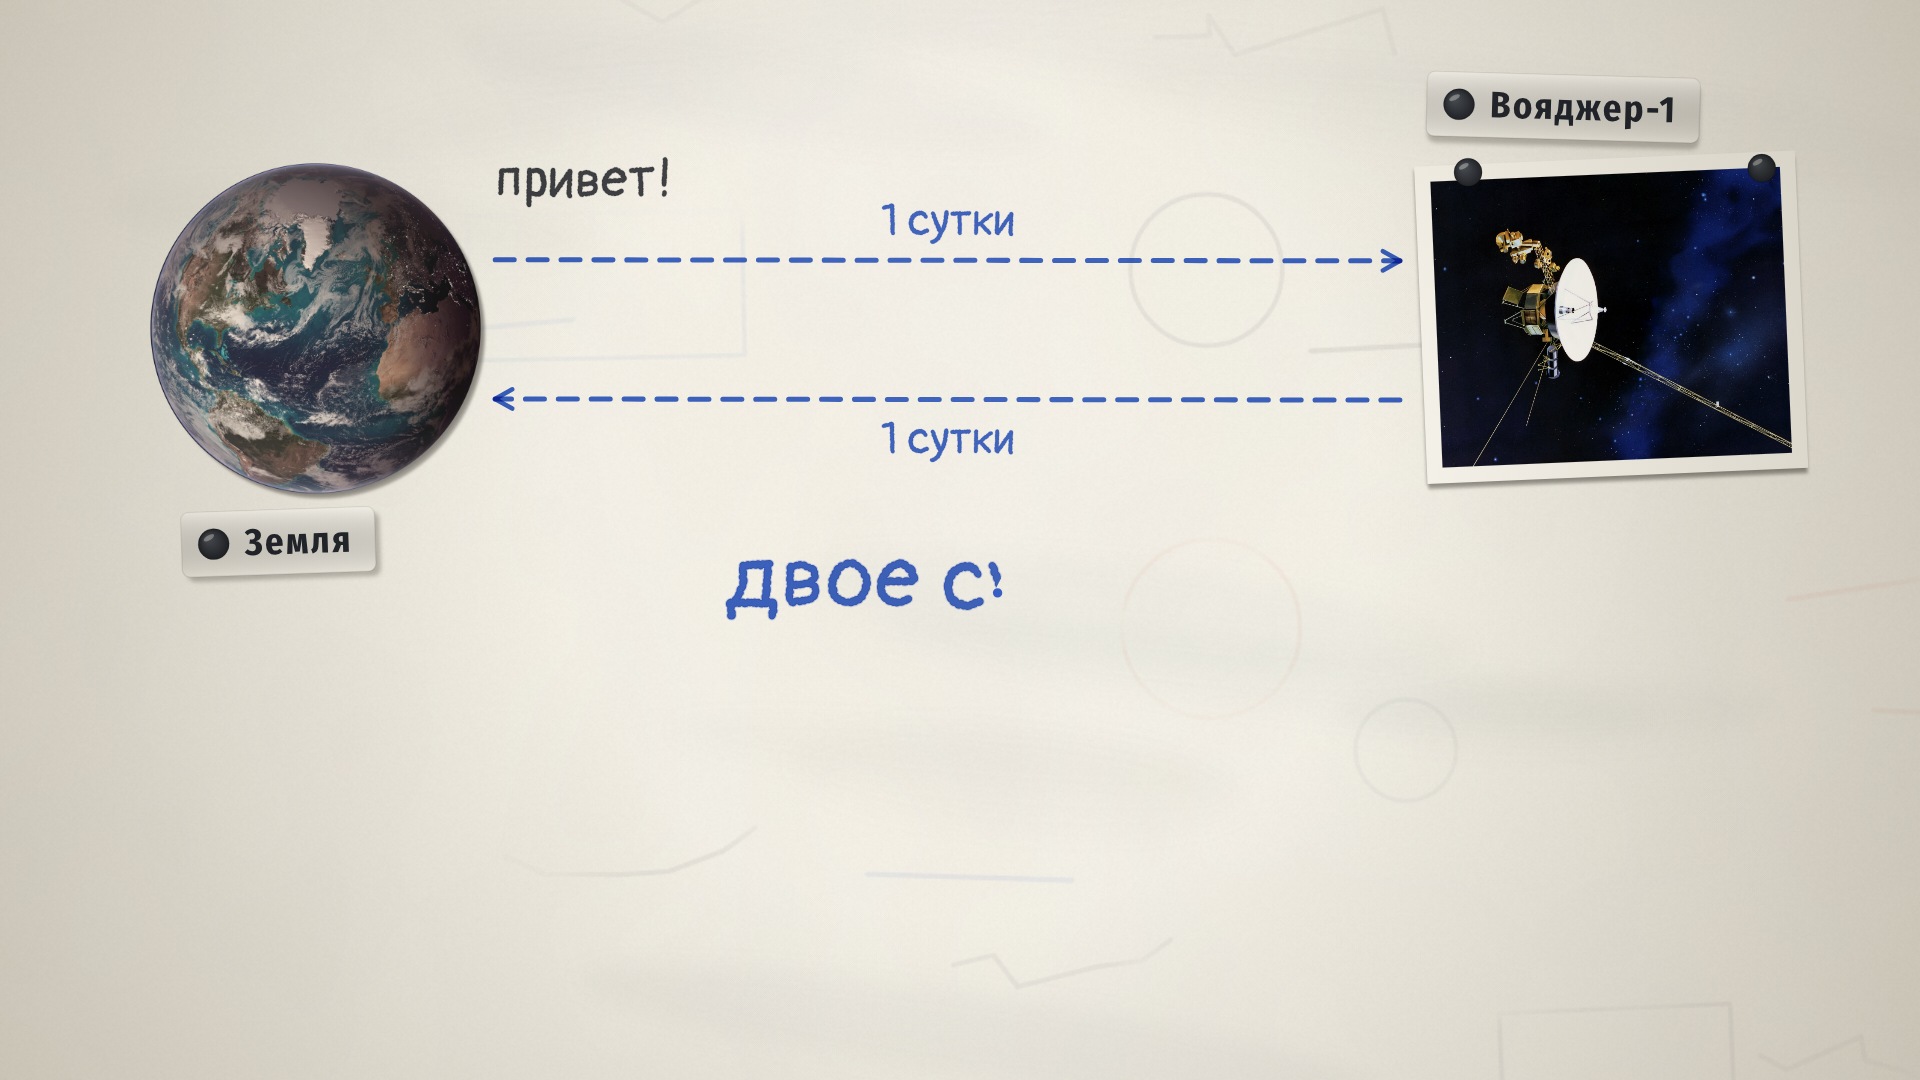 Вояджер-1
привет!
1 сутки
1 сутки
Земля
двое с